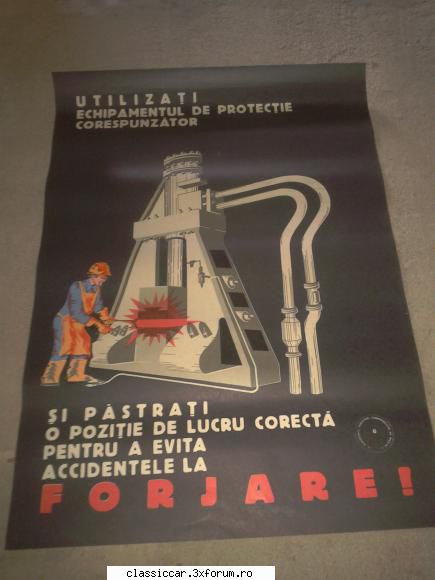 UTILIZAȚI
ECHIPAMENTUL DE PROTECȚIE
CORESPUNZĂTOR
ȘI PĂSTRAȚI
O POZIȚIE DE LUCRU CORECTĂ
PENTRU A EVITA
ACCIDENTELE LA
FORJARE!
classiccar.3xforum.ro